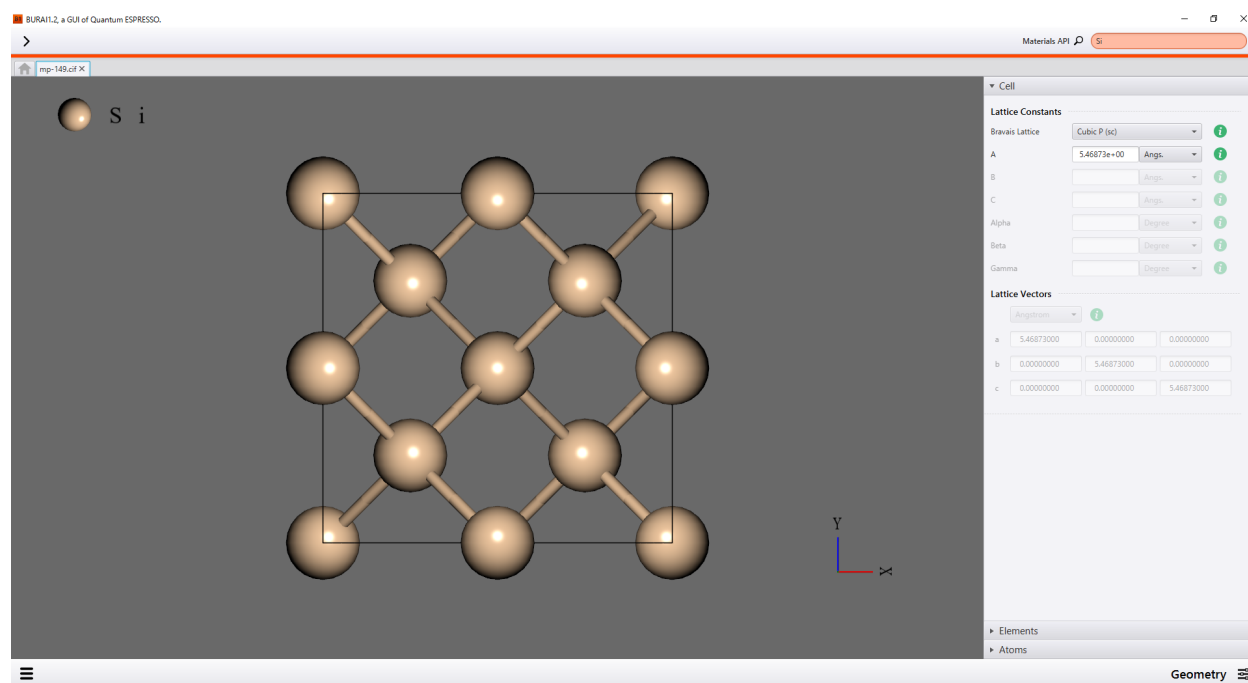 BURAI1.2, a GUI of Quantum ESPRESSO.
Materials API Si
mp-149.cif
S i
Cell
Lattice Constants
Bravais Lattice Cubic P (sc)
A 5.46873e+00 Angs.
B Angs.
C Angs.
Alpha Degree
Beta Degree
Gamma Degree
Lattice Vectors
Angstrom
a 5.46873000 0.00000000 0.00000000
b 0.00000000 5.46873000 0.00000000
c 0.00000000 0.00000000 5.46873000
Y
X
Elements
Atoms
Geometry